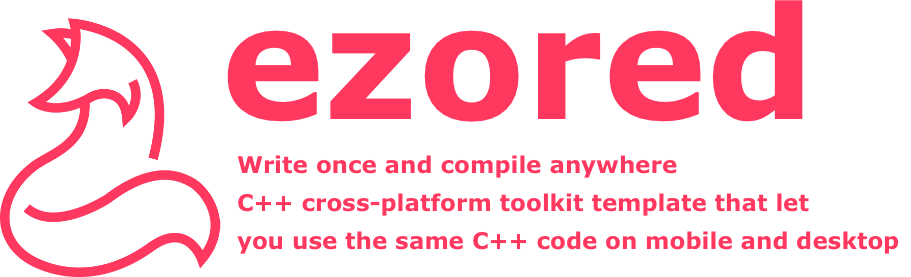 ezored
Write once and compile anywhere
C++ cross-platform toolkit template that let
you use the same C++ code on mobile and desktop